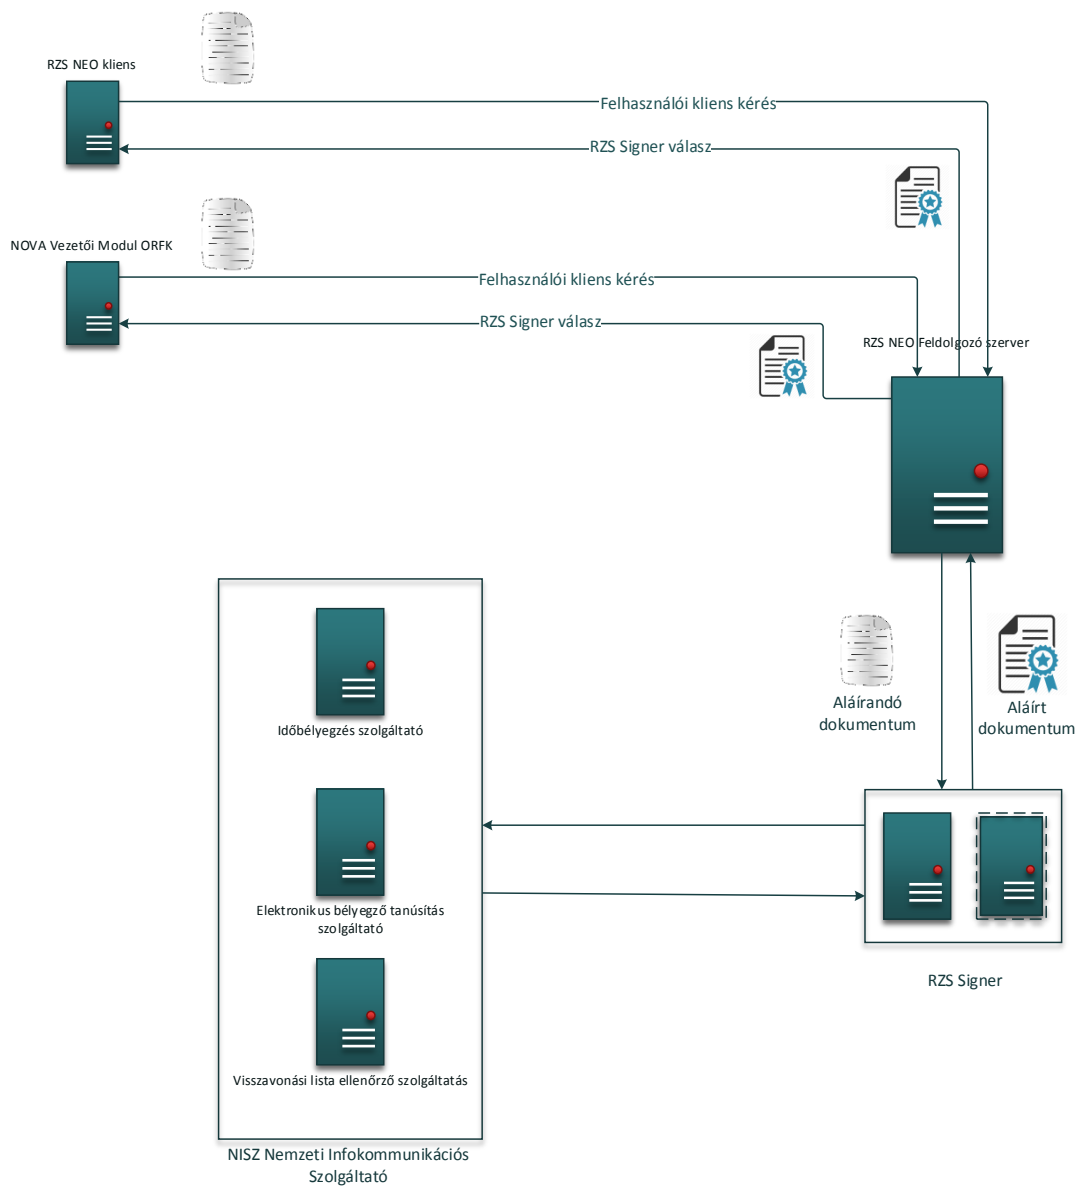 RZS NEO kliens
Felhasználói kliens kérés
RZS Signer válasz
NOVA Vezetői Modul ORFK
Felhasználói kliens kérés
RZS Signer válasz
RZS NEO Feldolgozó szerver
Aláírandó
dokumentum
Aláírt
dokumentum
Időbélyegzés szolgáltató
Elektronikus bélyegző tanúsítás
szolgáltató
Visszavonási lista ellenőrző szolgáltatás
RZS Signer
NISZ Nemzeti Infokommunikációs
Szolgáltató